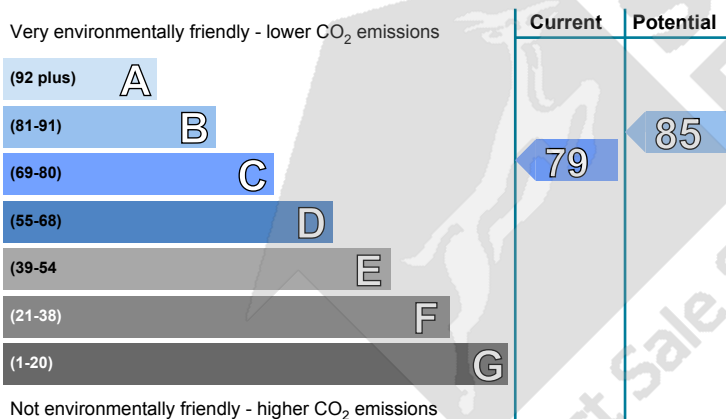 Current Potential
Very environmentally friendly - lower CO2 emissions
(92 plus) A
(81-91) B
85
(69-80) C
79
(55-68) D
(39-54 E
(21-38) F
(1-20) G
Not environmentally friendly - higher CO2 emissions
Sale